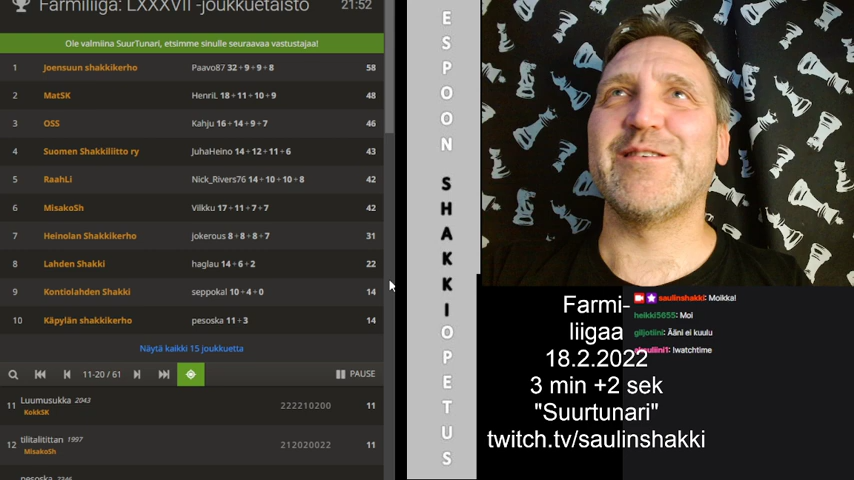 Farmiliiga: LXXXVII -joukkuetaisto 21:52
Ole valmiina SuurTunari, etsimme sinulle seuraavaa vastustajaa!
1 Joensuun shakkikerho Paavo87 32+9+9+8 58
2 MatSK HenriL 18+11+10+9 48
3 OSS Kahju 16+14+9+7 46
4 Suomen Shakkiliitto ry JuhaHeino 14+12+11+6 43
5 RaahLi Nick_Rivers76 14+10+10+8 42
6 MisakoSh Vilkku 17+11+7+7 42
7 Heinolan Shakkikerho jokerous 8+8+8+7 31
8 Lahden Shakki haglau 14+6+2 22
9 Kontiolahden Shakki seppokal 10+4+0 14
10 Käpylän shakkikerho pesoska 11+3 14
Näytä kaikki 15 joukkuetta
11-20 / 61 PAUSE
11 Luumusukka 2043 222210200 11
KokkSK
12 tilitalitittan 1997 212020022 11
MisakoSh
pesoska 2346
ESPOON
SHAKKIOPETUS
Farmi-
liigaa
18.2.2022
3 min +2 sek
"Suurtunari"
twitch.tv/saulinshakki
saulinshakki: Moikka!
heikki5655: Moi
giljotiini: Ääni ei kuulu
!watchtime